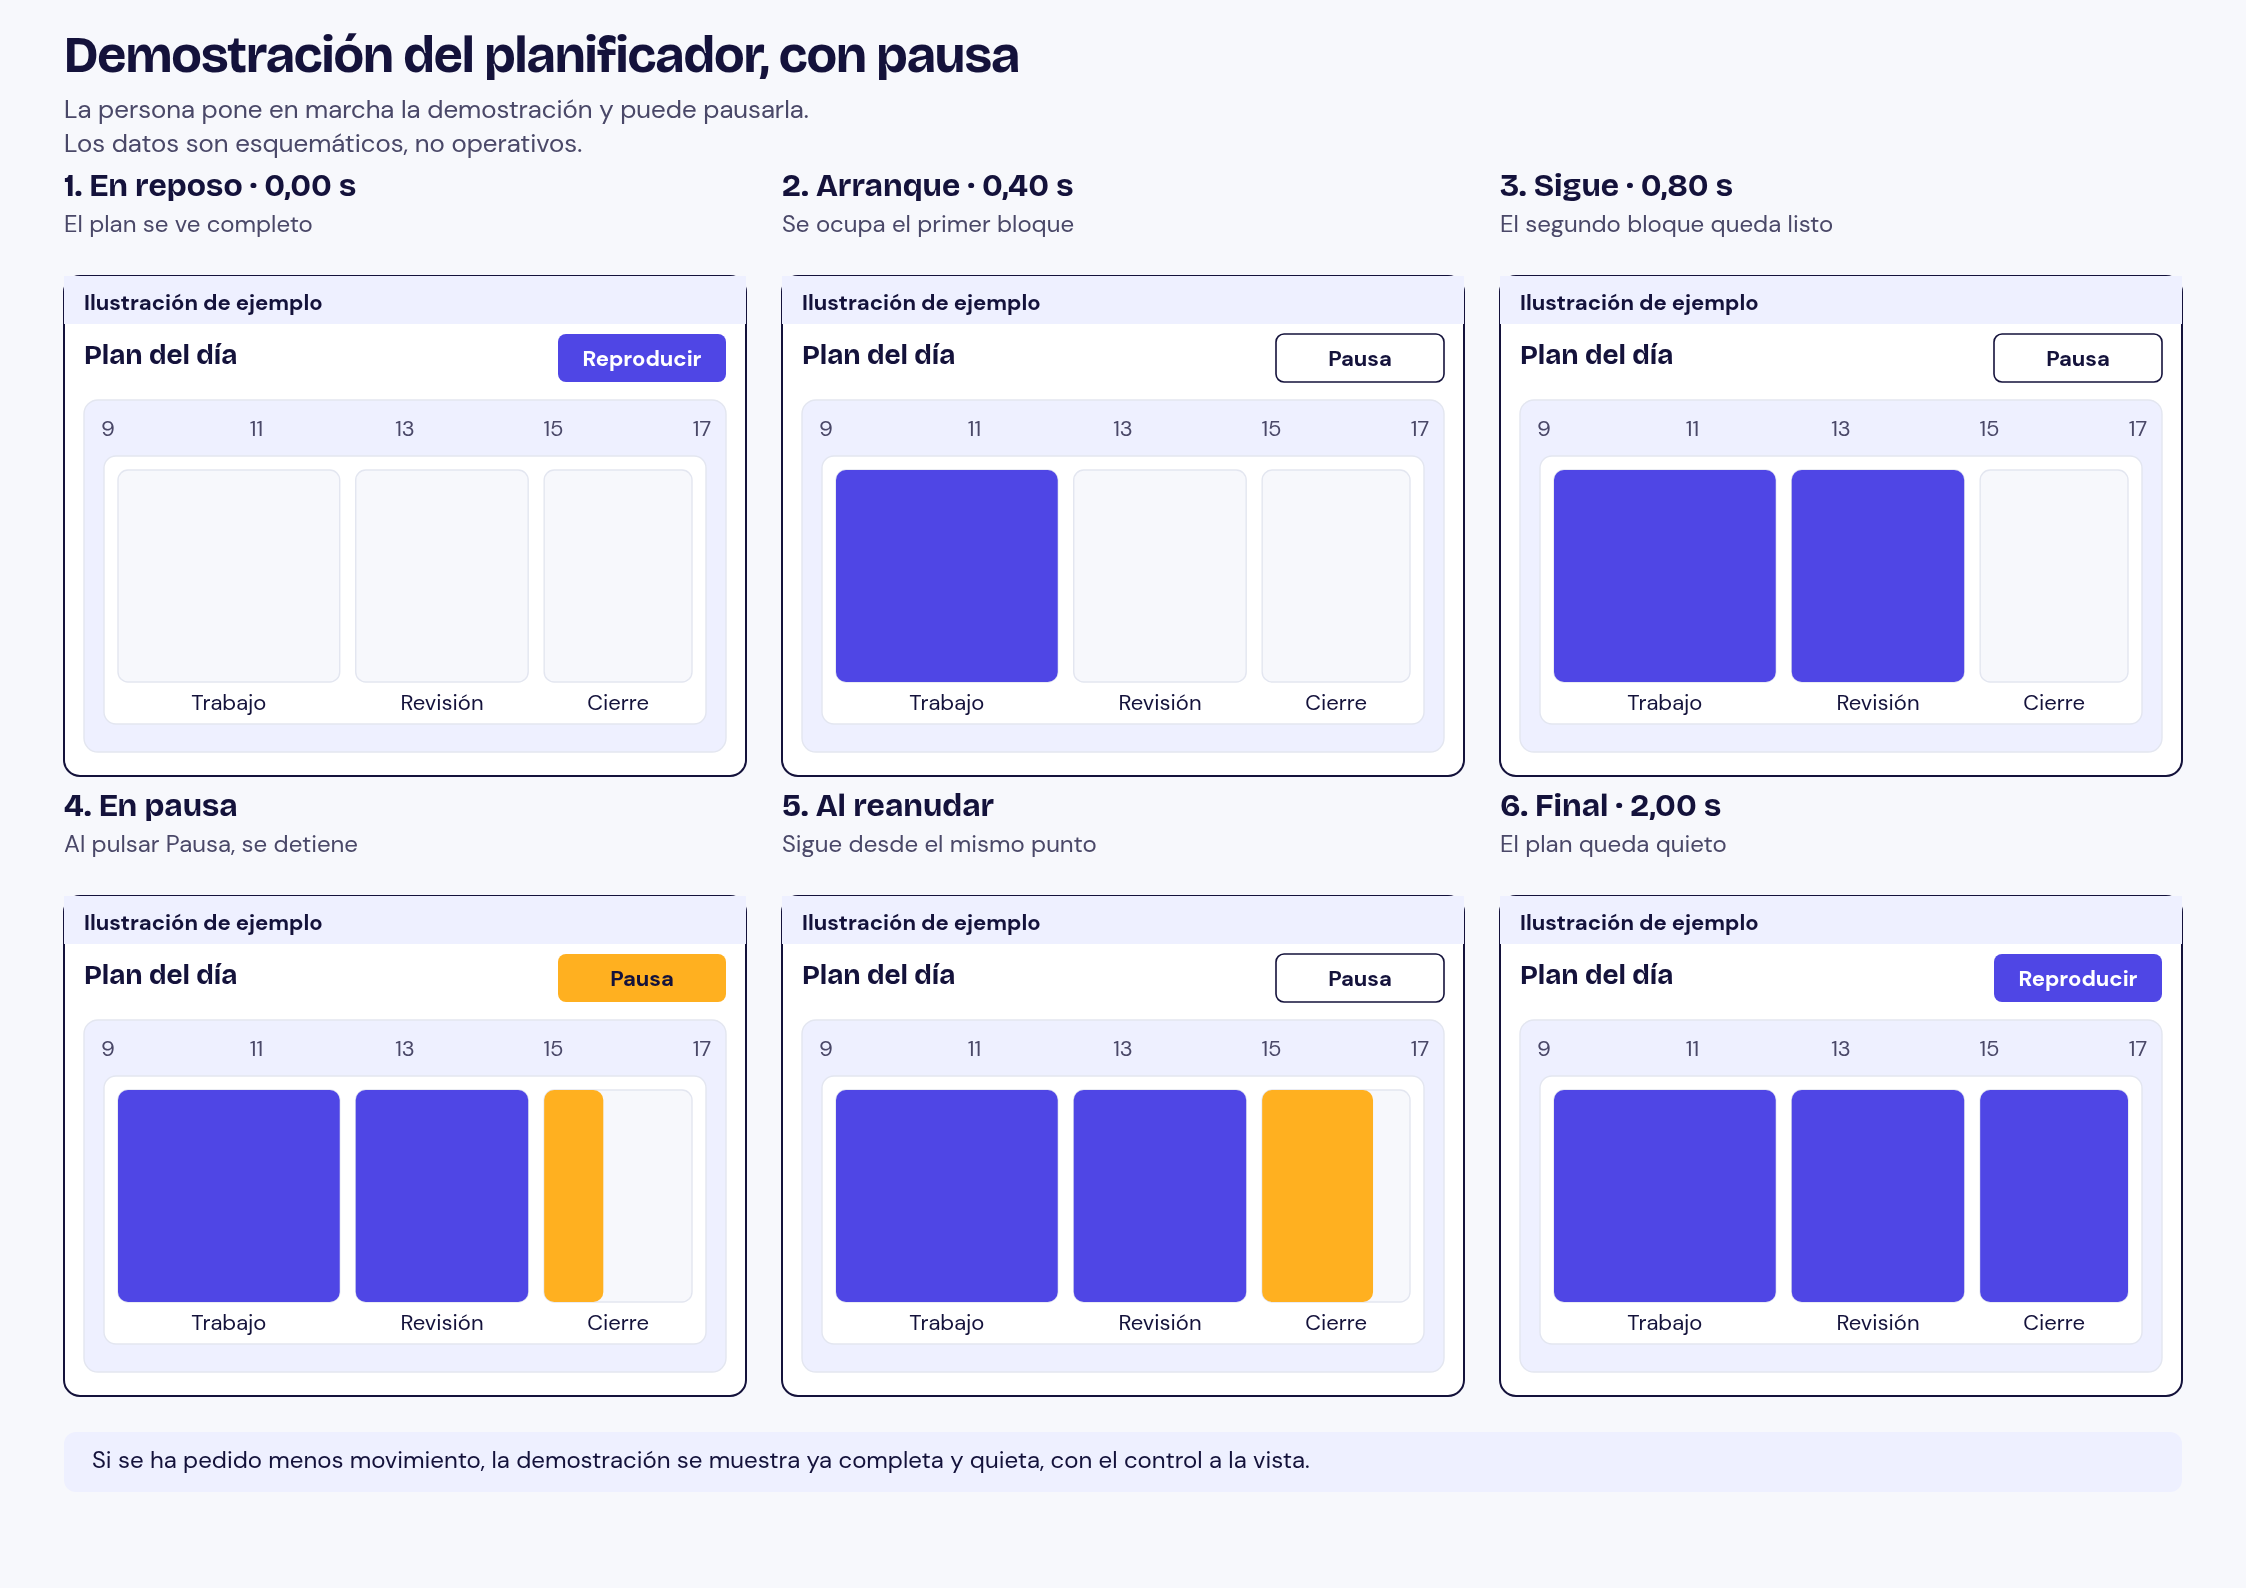 Demostración del planificador, con pausa
La persona pone en marcha la demostración y puede pausarla.
Los datos son esquemáticos, no operativos.
1. En reposo · 0,00 s
El plan se ve completo
Ilustración de ejemplo
Plan del día
Reproducir
9 11 13 15 17
Trabajo Revisión Cierre
2. Arranque · 0,40 s
Se ocupa el primer bloque
Ilustración de ejemplo
Plan del día
Pausa
9 11 13 15 17
Trabajo Revisión Cierre
3. Sigue · 0,80 s
El segundo bloque queda listo
Ilustración de ejemplo
Plan del día
Pausa
9 11 13 15 17
Trabajo Revisión Cierre
4. En pausa
Al pulsar Pausa, se detiene
Ilustración de ejemplo
Plan del día
Pausa
9 11 13 15 17
Trabajo Revisión Cierre
5. Al reanudar
Sigue desde el mismo punto
Ilustración de ejemplo
Plan del día
Pausa
9 11 13 15 17
Trabajo Revisión Cierre
6. Final · 2,00 s
El plan queda quieto
Ilustración de ejemplo
Plan del día
Reproducir
9 11 13 15 17
Trabajo Revisión Cierre
Si se ha pedido menos movimiento, la demostración se muestra ya completa y quieta, con el control a la vista.